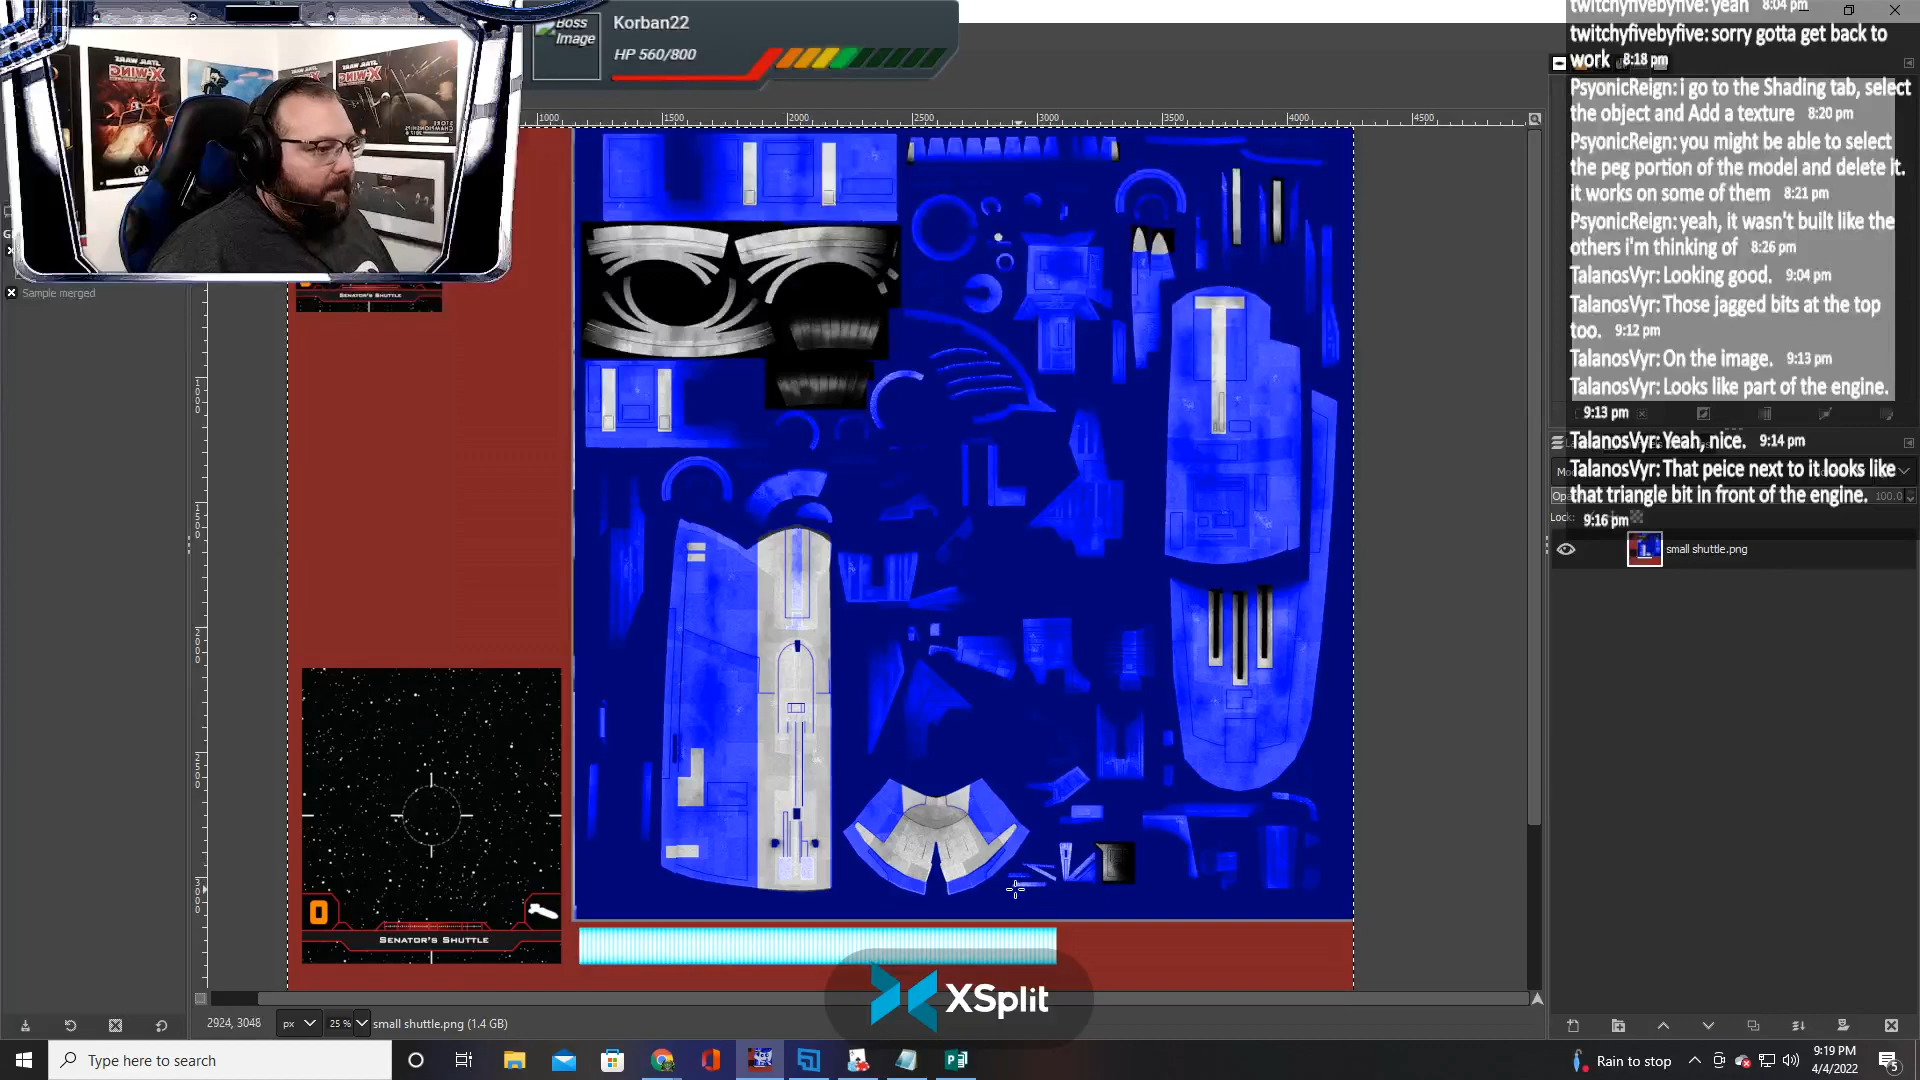 Boss
Image
Korban22
HP 560/800
twitchyfivebyfive: yeah 8:04 pm
twitchyfivebyfive: sorry gotta get back to
work 8:18 pm
PsyonicReign: i go to the Shading tab, select
the object and Add a texture 8:20 pm
PsyonicReign: you might be able to select
the peg portion of the model and delete it.
it works on some of them 8:21 pm
PsyonicReign: yeah, it wasn't built like the
others i'm thinking of 8:26 pm
TalanosVyr: Looking good. 9:04 pm
TalanosVyr: Those jagged bits at the top
too. 9:12 pm
TalanosVyr: On the image. 9:13 pm
TalanosVyr: Looks like part of the engine.
9:13 pm
TalanosVyr: Yeah, nice. 9:14 pm
TalanosVyr: That peice next to it looks like
that triangle bit in front of the engine.
9:16 pm
100.0
Lock:
small shuttle.png
1000 1500 2000 2500 3000 3500 4000 4500
1000
1500
2000
2500
3000
Sample merged
Senator's Shuttle
Senator's Shuttle
XSplit
2924, 3048 px 25 % small shuttle.png (1.4 GB)
Type here to search
Rain to stop
9:19 PM
4/4/2022
5